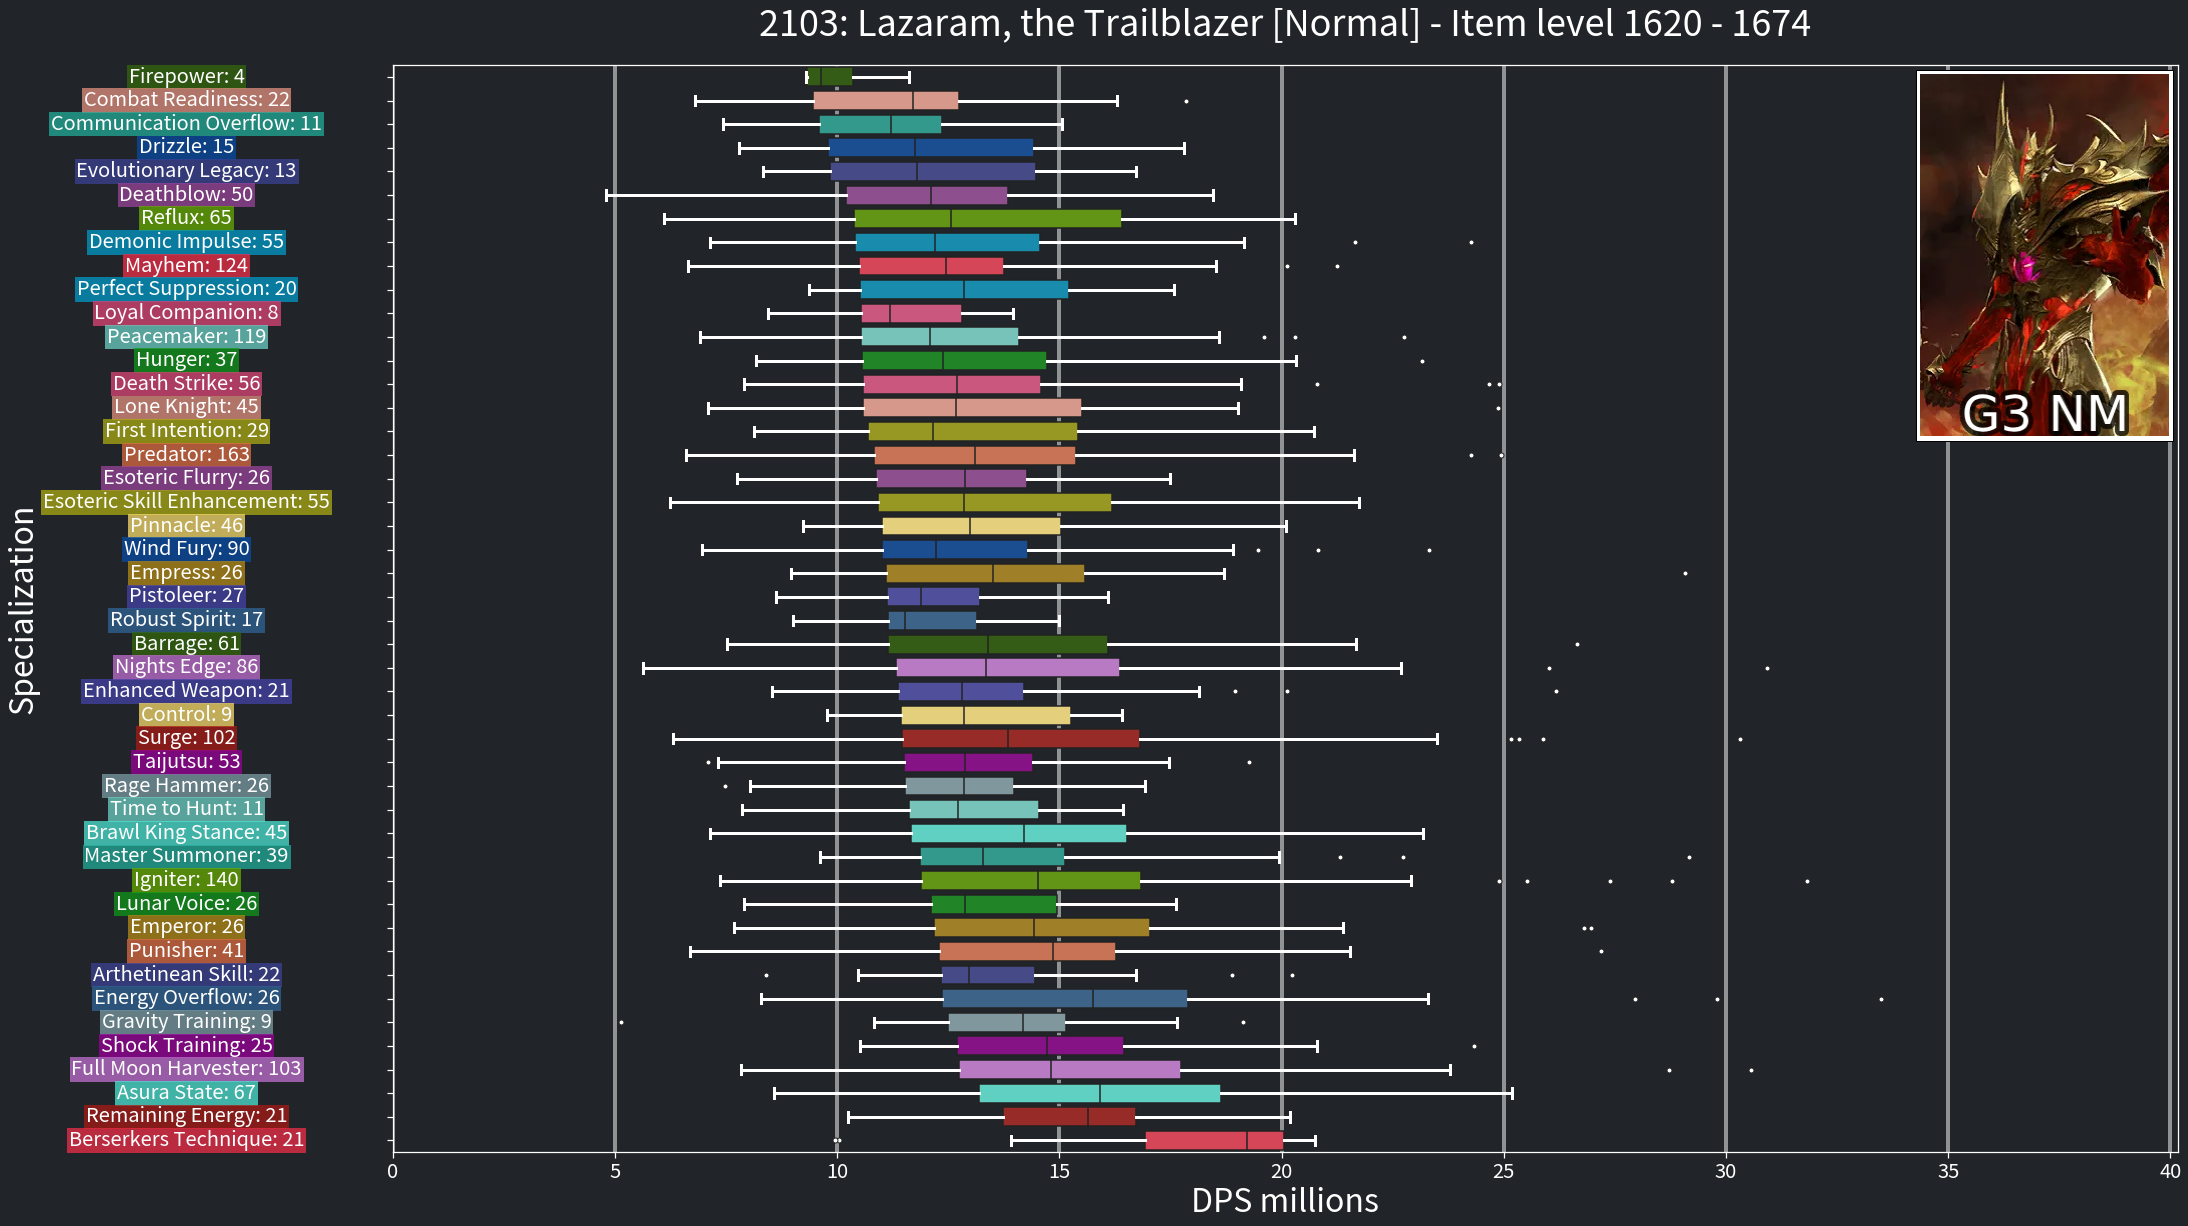 2103: Lazaram, the Trailblazer [Normal] - Item level 1620 - 1674
Firepower: 4
Combat Readiness: 22
Communication Overflow: 11
Drizzle: 15
Evolutionary Legacy: 13
Deathblow: 50
Reflux: 65
Demonic Impulse: 55
Mayhem: 124
Perfect Suppression: 20
Loyal Companion: 8
Peacemaker: 119
Hunger: 37
Death Strike: 56
Lone Knight: 45
First Intention: 29
Predator: 163
Esoteric Flurry: 26
Esoteric Skill Enhancement: 55
Pinnacle: 46
Wind Fury: 90
Empress: 26
Pistoleer: 27
Robust Spirit: 17
Barrage: 61
Nights Edge: 86
Enhanced Weapon: 21
Control: 9
Surge: 102
Taijutsu: 53
Rage Hammer: 26
Time to Hunt: 11
Brawl King Stance: 45
Master Summoner: 39
Igniter: 140
Lunar Voice: 26
Emperor: 26
Punisher: 41
Arthetinean Skill: 22
Energy Overflow: 26
Gravity Training: 9
Shock Training: 25
Full Moon Harvester: 103
Asura State: 67
Remaining Energy: 21
Berserkers Technique: 21
Specialization
G3 NM
0 5 10 15 20 25 30 35 40
DPS millions